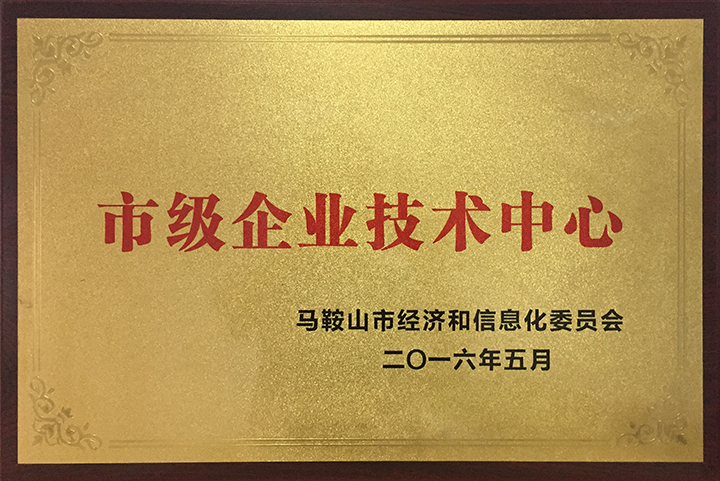 市级企业技术中心
马鞍山市经济和信息化委员会
二〇一六年五月